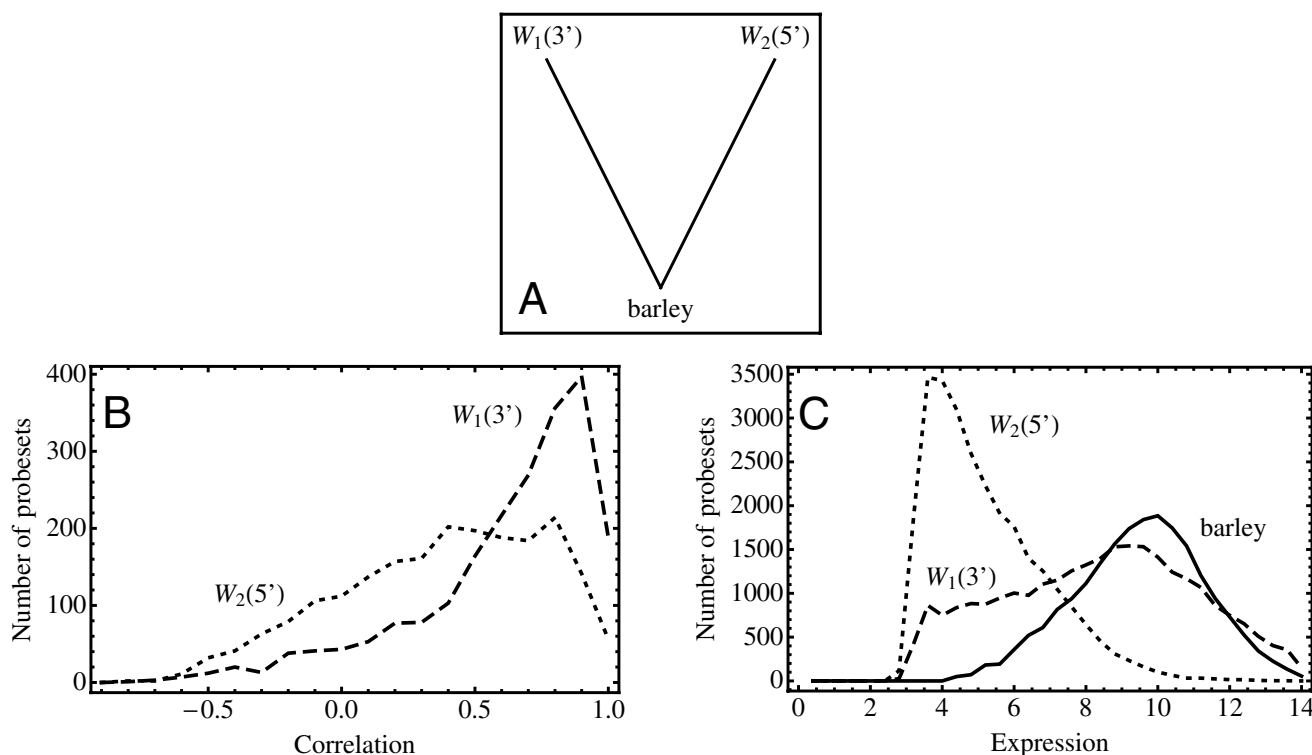 W1(3’) W2(5’)
A
barley
B
400
300
200
100
0
Number of probesets
W1(3’)
W2(5’)
−0.5 0.0 0.5 1.0
Correlation
C
3500
3000
2500
2000
1500
1000
500
0
Number of probesets
W2(5’)
barley
W1(3’)
0 2 4 6 8 10 12 14
Expression